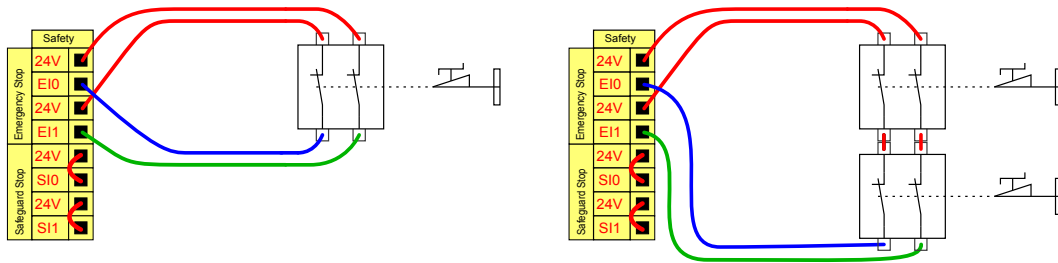 Safety
Emergency Stop
24V
EI0
24V
EI1
Safeguard Stop
24V
SI0
24V
SI1
Safety
Emergency Stop
24V
EI0
24V
EI1
Safeguard Stop
24V
SI0
24V
SI1